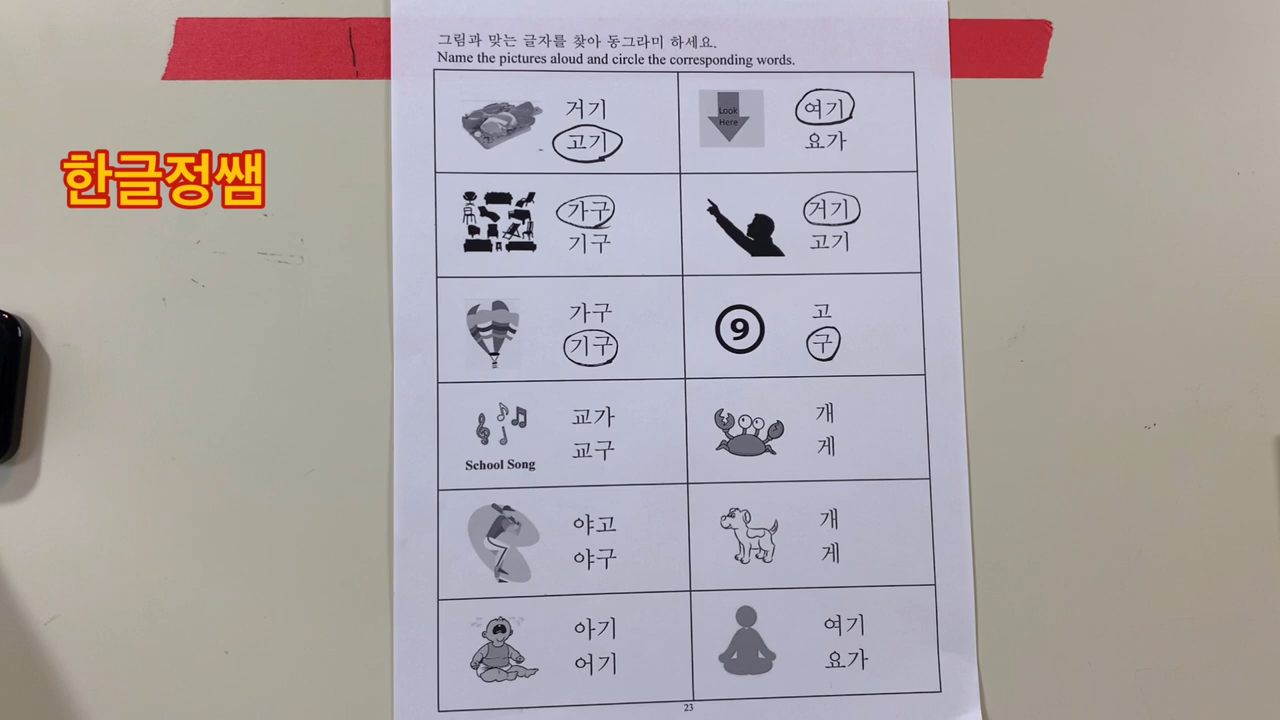 그림과 맞는 글자를 찾아 동그라미 하세요.
Name the pictures aloud and circle the corresponding words.
한글정쌤
거기
고기
Look
Here
여기
요가
가구
기구
거기
고기
가구
기구
9
고
구
School Song
교가
교구
개
게
야고
야구
개
게
아기
어기
여기
요가
23